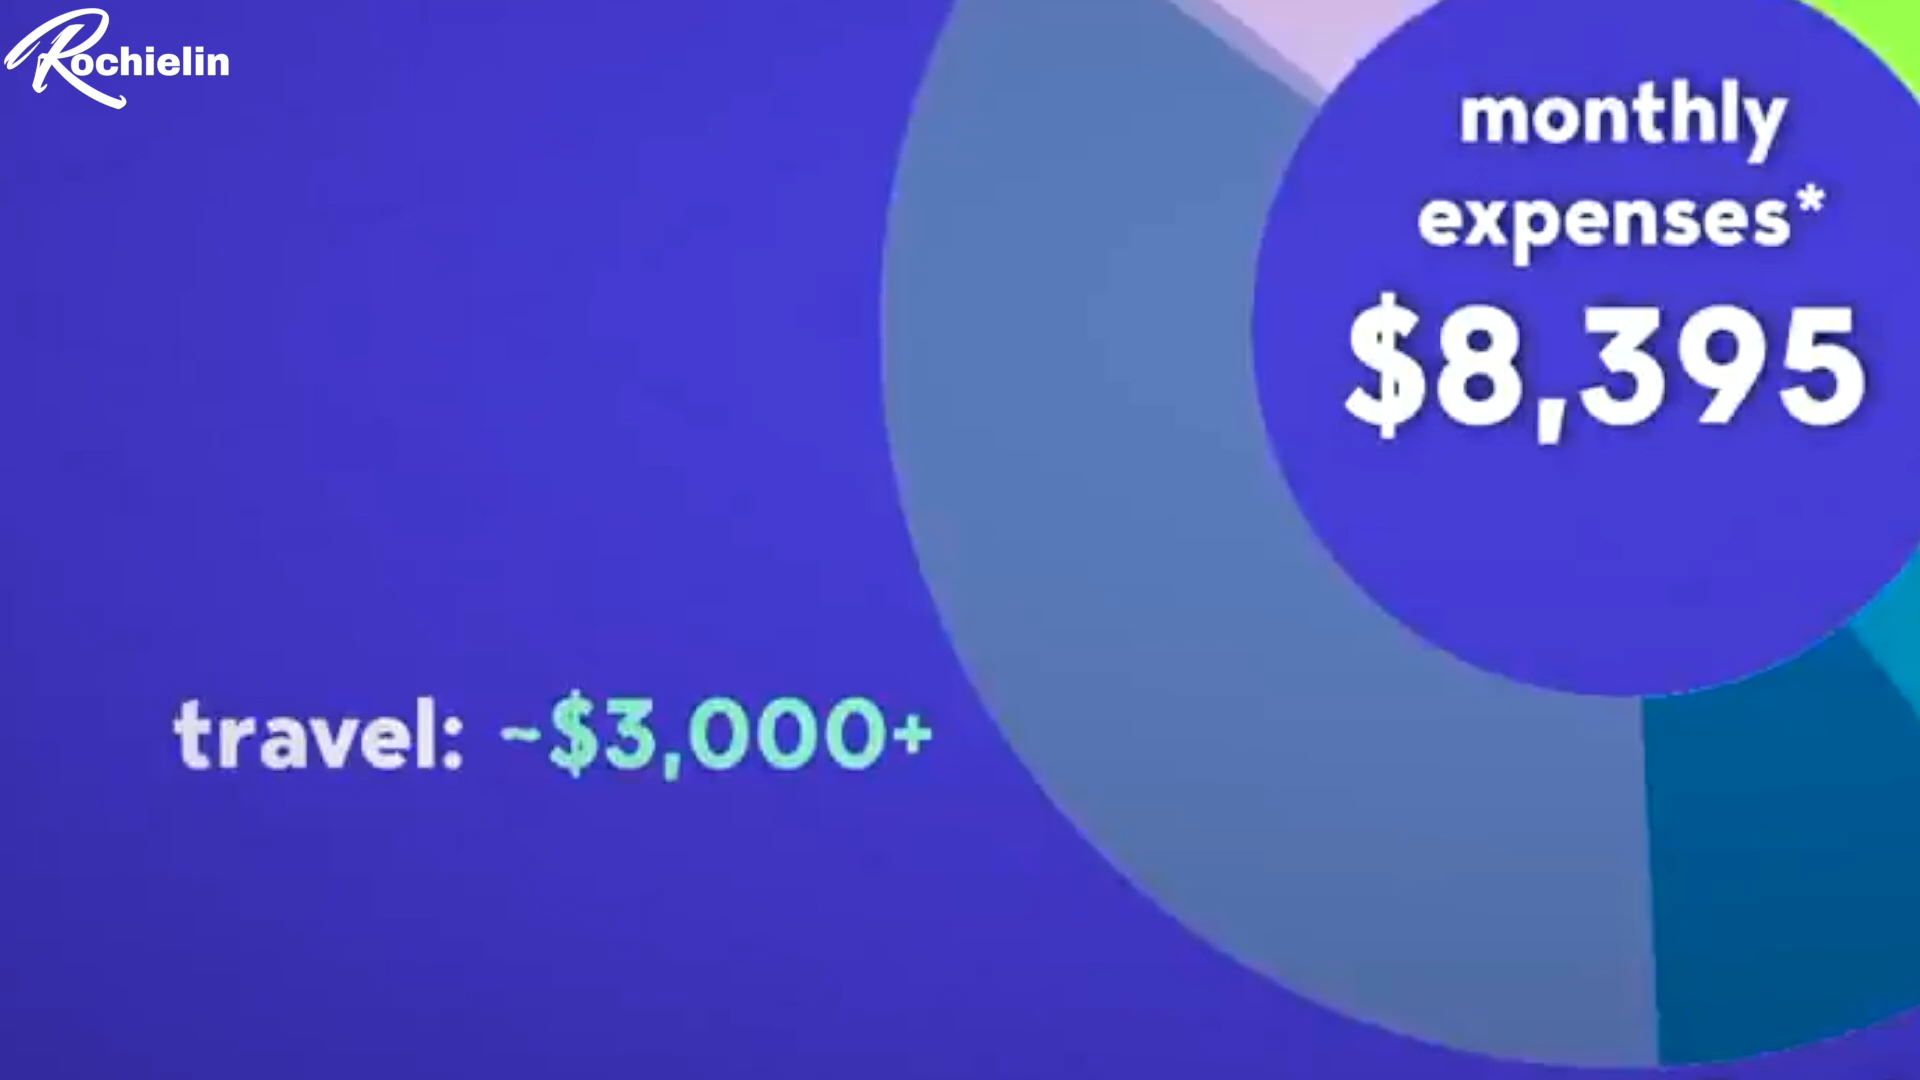 Rochielin
monthly
expenses*
$8,395
travel: ~$3,000+